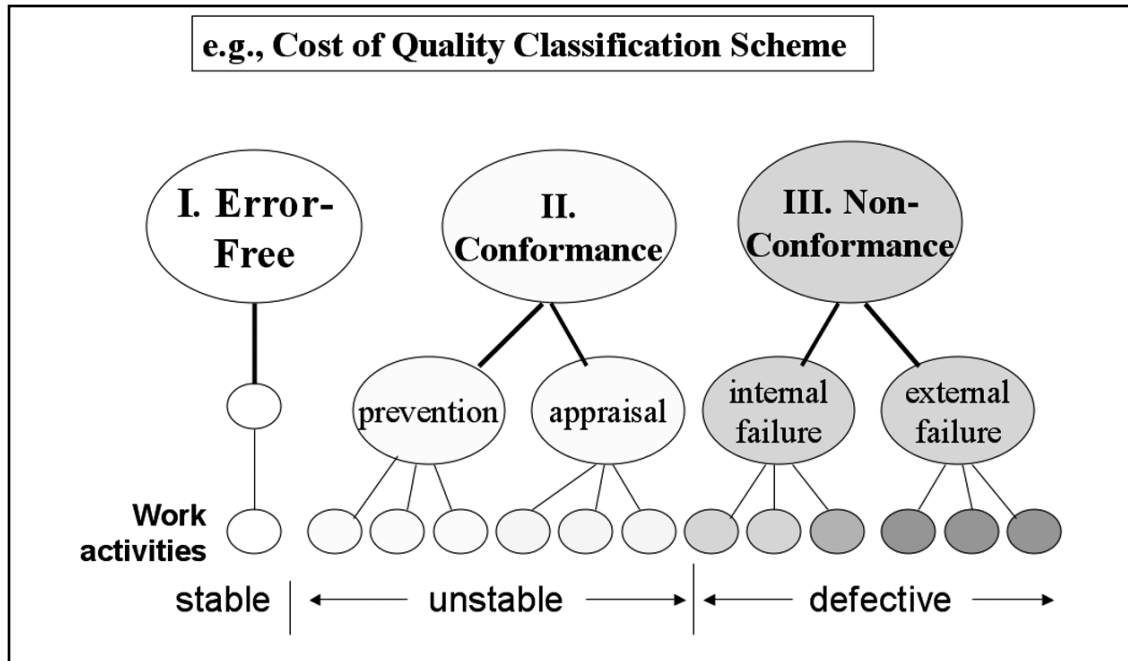 e.g., Cost of Quality Classification Scheme
I. Error-
Free
II.
Conformance
III. Non-
Conformance
prevention
appraisal
internal
failure
external
failure
Work
activities
stable
unstable
defective